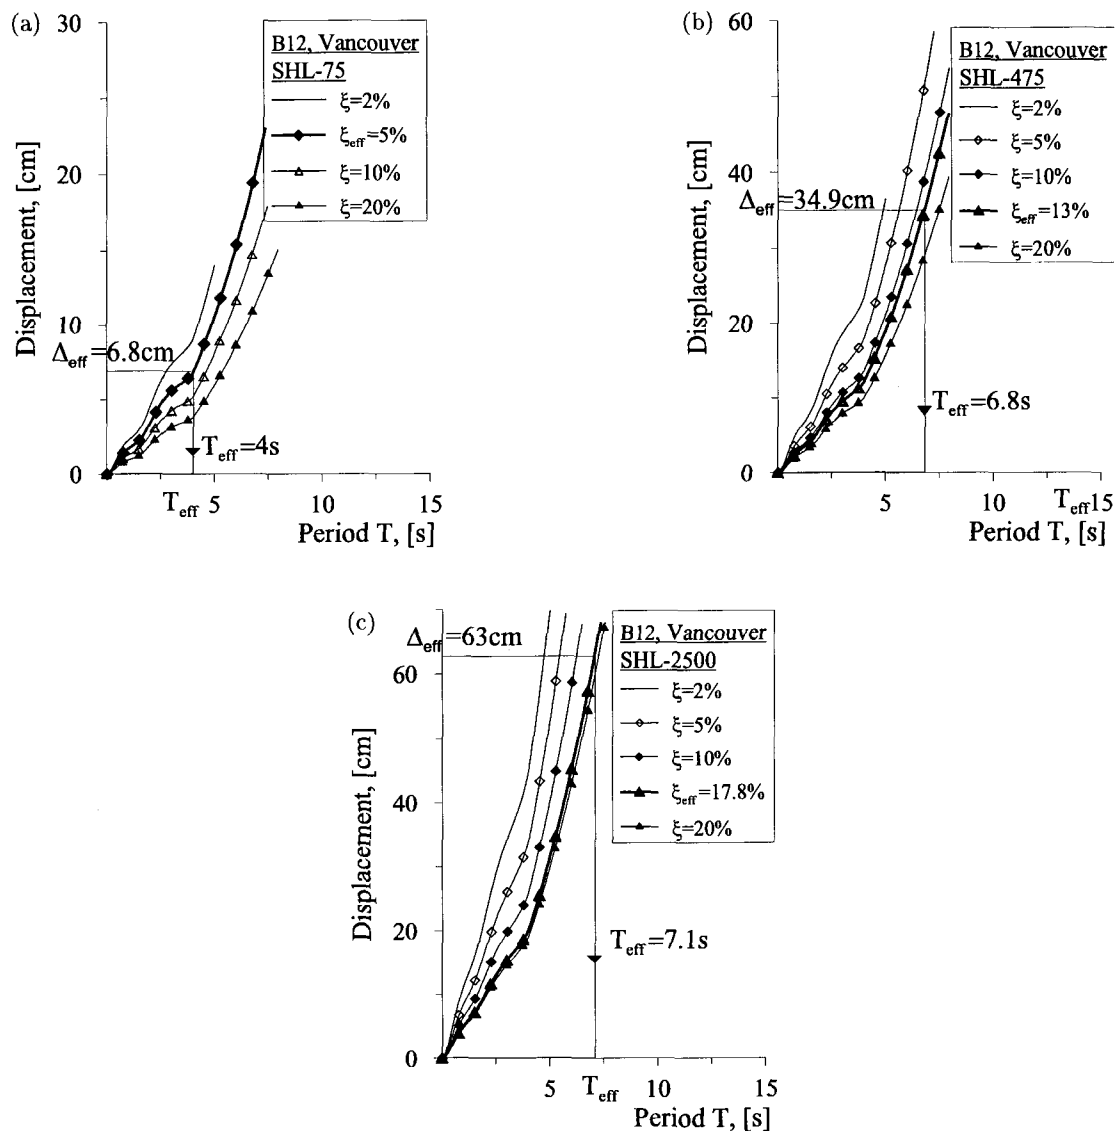 (a)
30
20
10
0
Displacement, [cm]
B12, Vancouver
SHL-75
ξ=2%
ξeff=5%
ξ=10%
ξ=20%
Δeff=6.8cm
Teff=4s
Teff
5
10
15
Period T, [s]
(b)
60
40
20
0
Displacement, [cm]
B12, Vancouver
SHL-475
ξ=2%
ξ=5%
ξ=10%
ξeff=13%
ξ=20%
Δeff=34.9cm
Teff=6.8s
5
10
Teff15
Period T, [s]
(c)
Δeff=63cm
60
40
20
0
Displacement, [cm]
B12, Vancouver
SHL-2500
ξ=2%
ξ=5%
ξ=10%
ξeff=17.8%
ξ=20%
Teff=7.1s
5
Teff
10
15
Period T, [s]